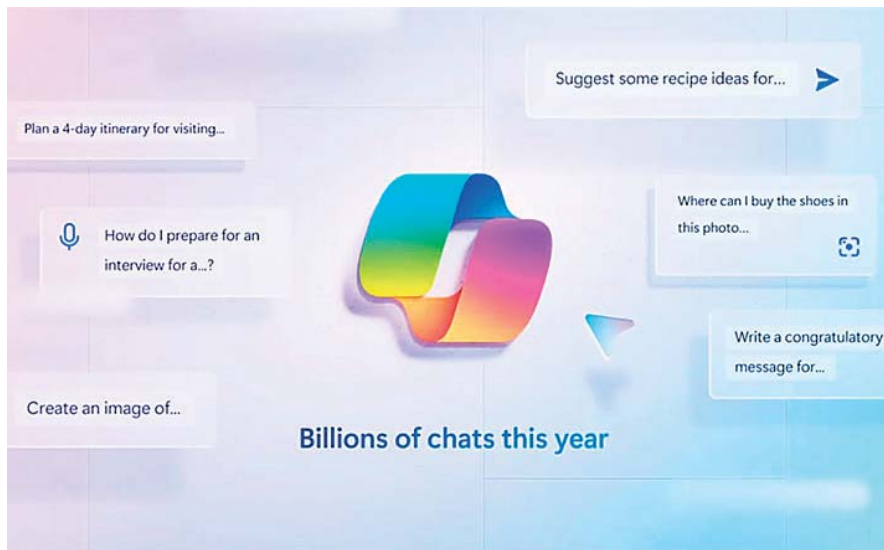 Suggest some recipe ideas for...
Plan a 4-day itinerary for visiting...
Where can I buy the shoes in
this photo...
How do I prepare for an
interview for a...?
Write a congratulatory
message for...
Create an image of...
Billions of chats this year